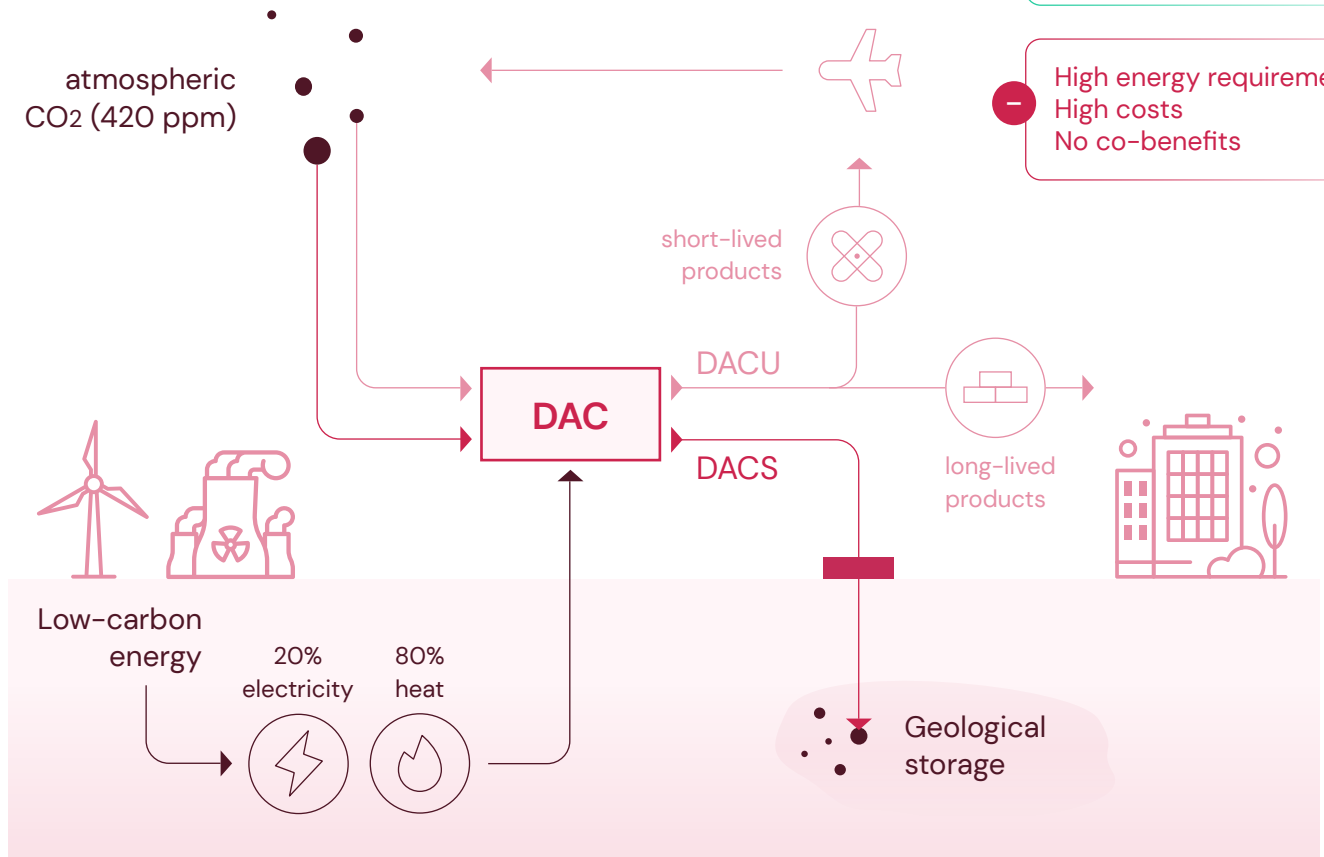 atmospheric
CO2 (420 ppm)
High energy
High costs
No co-benefits
short-lived
products
DACU
DAC
DACS
long-lived
products
Low-carbon
energy
20%
electricity
80%
heat
Geological
storage